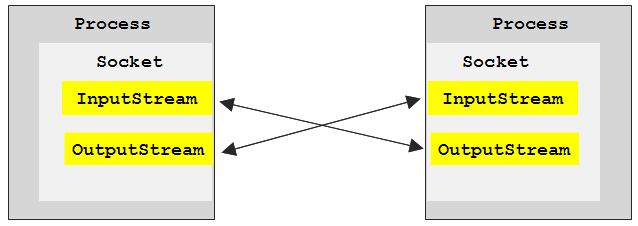 Process
Socket
InputStream
OutputStream
Process
Socket
InputStream
OutputStream